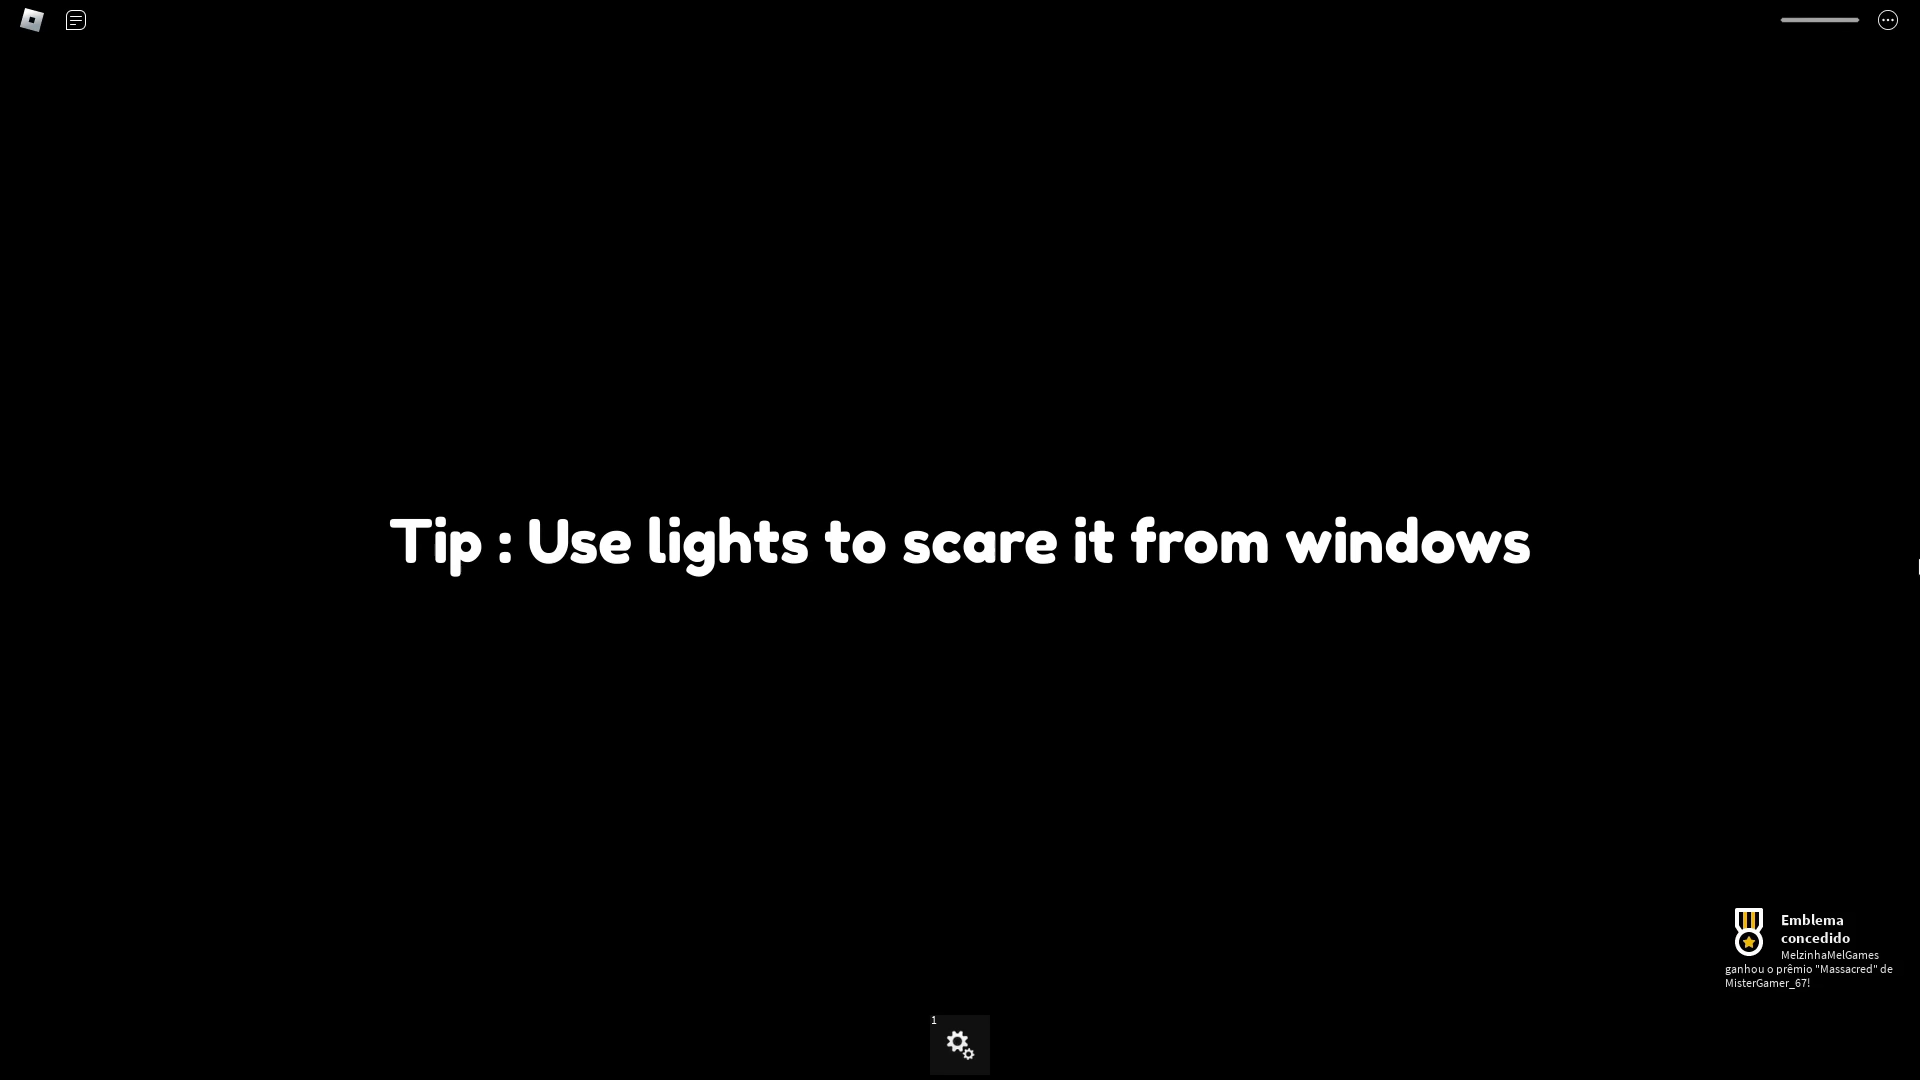 Tip : Use lights to scare it from windows
Emblema
concedido
MelzinhaMelGames
ganhou o prêmio "Massacred" de
MisterGamer_67!
1